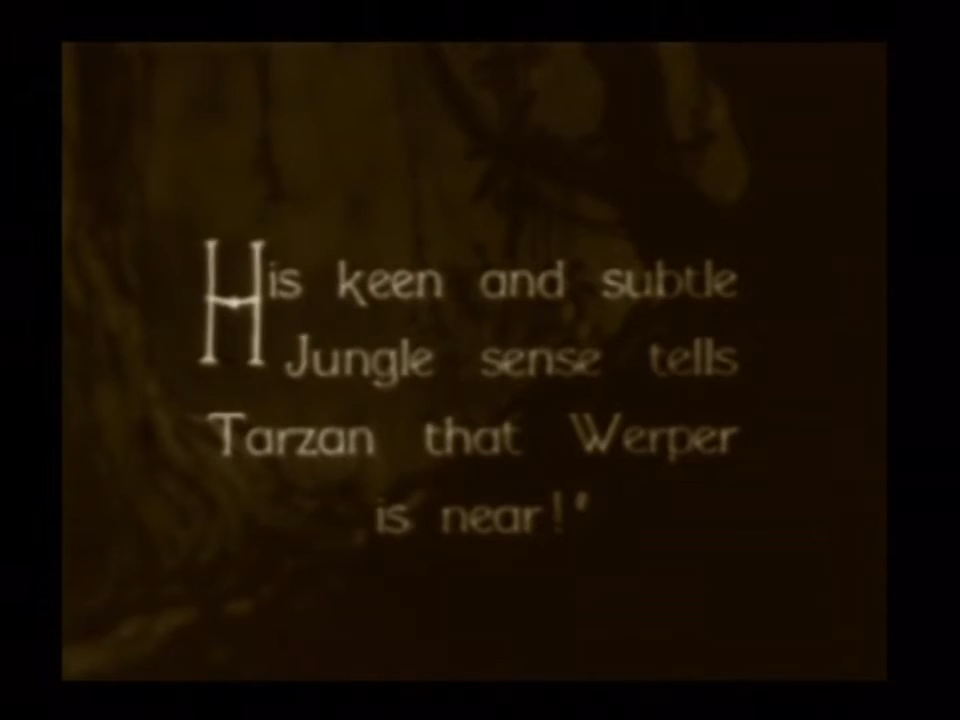 His keen and subtle
Jungle sense tells
Tarzan that Werper
is near!'